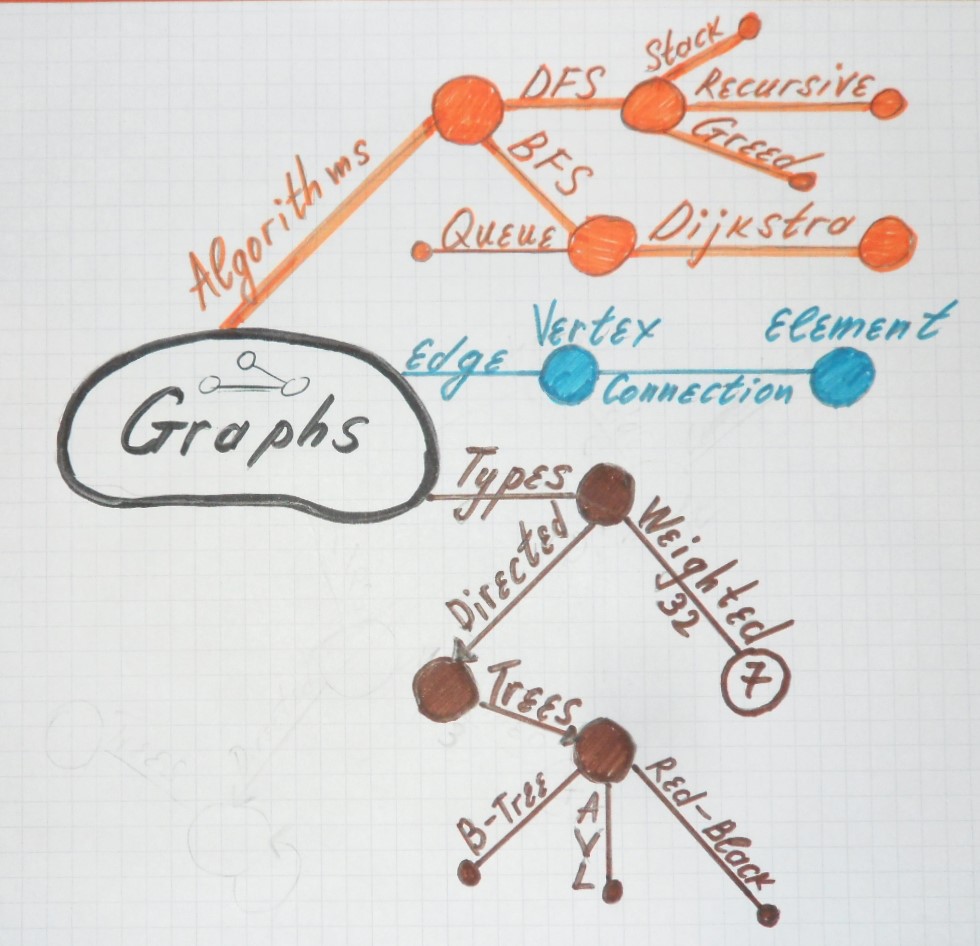 Stack
DFS
Recursive
Greed
BFS
Algorithms
Queue
Dijkstra
Vertex
Element
Edge
Connection
Graphs
Types
Directed
Weighted
32
7
Trees
B-Tree
AVL
Red-Black